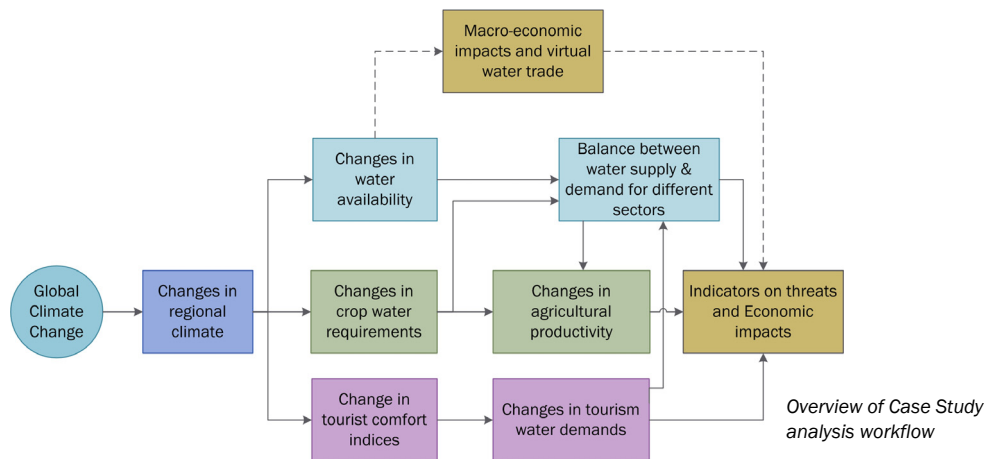 Macro-economic
impacts and virtual
water trade
Changes in
water
availability
Balance between
water supply &
demand for different
sectors
Global
Climate
Change
Changes in
regional
climate
Changes in
crop water
requirements
Changes in
agricultural
productivity
Indicators on threats
and Economic
impacts
Change in
tourist comfort
indices
Changes in tourism
water demands
Overview of Case Study
analysis workflow